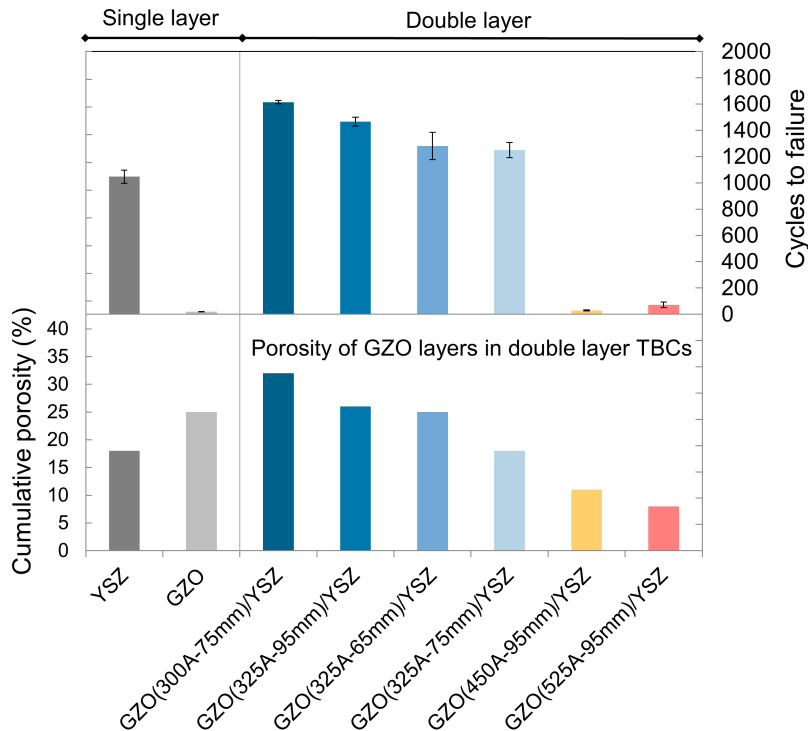 Single layer
Double layer
2000
1800
1600
1400
1200
1000
800
600
400
200
0
Cycles to failure
Cumulative porosity (%)
40
35
30
25
20
15
10
5
0
Porosity of GZO layers in double layer TBCs
YSZ
GZO
GZO(300A-75mm)/YSZ
GZO(325A-95mm)/YSZ
GZO(325A-65mm)/YSZ
GZO(325A-75mm)/YSZ
GZO(450A-95mm)/YSZ
GZO(525A-95mm)/YSZ